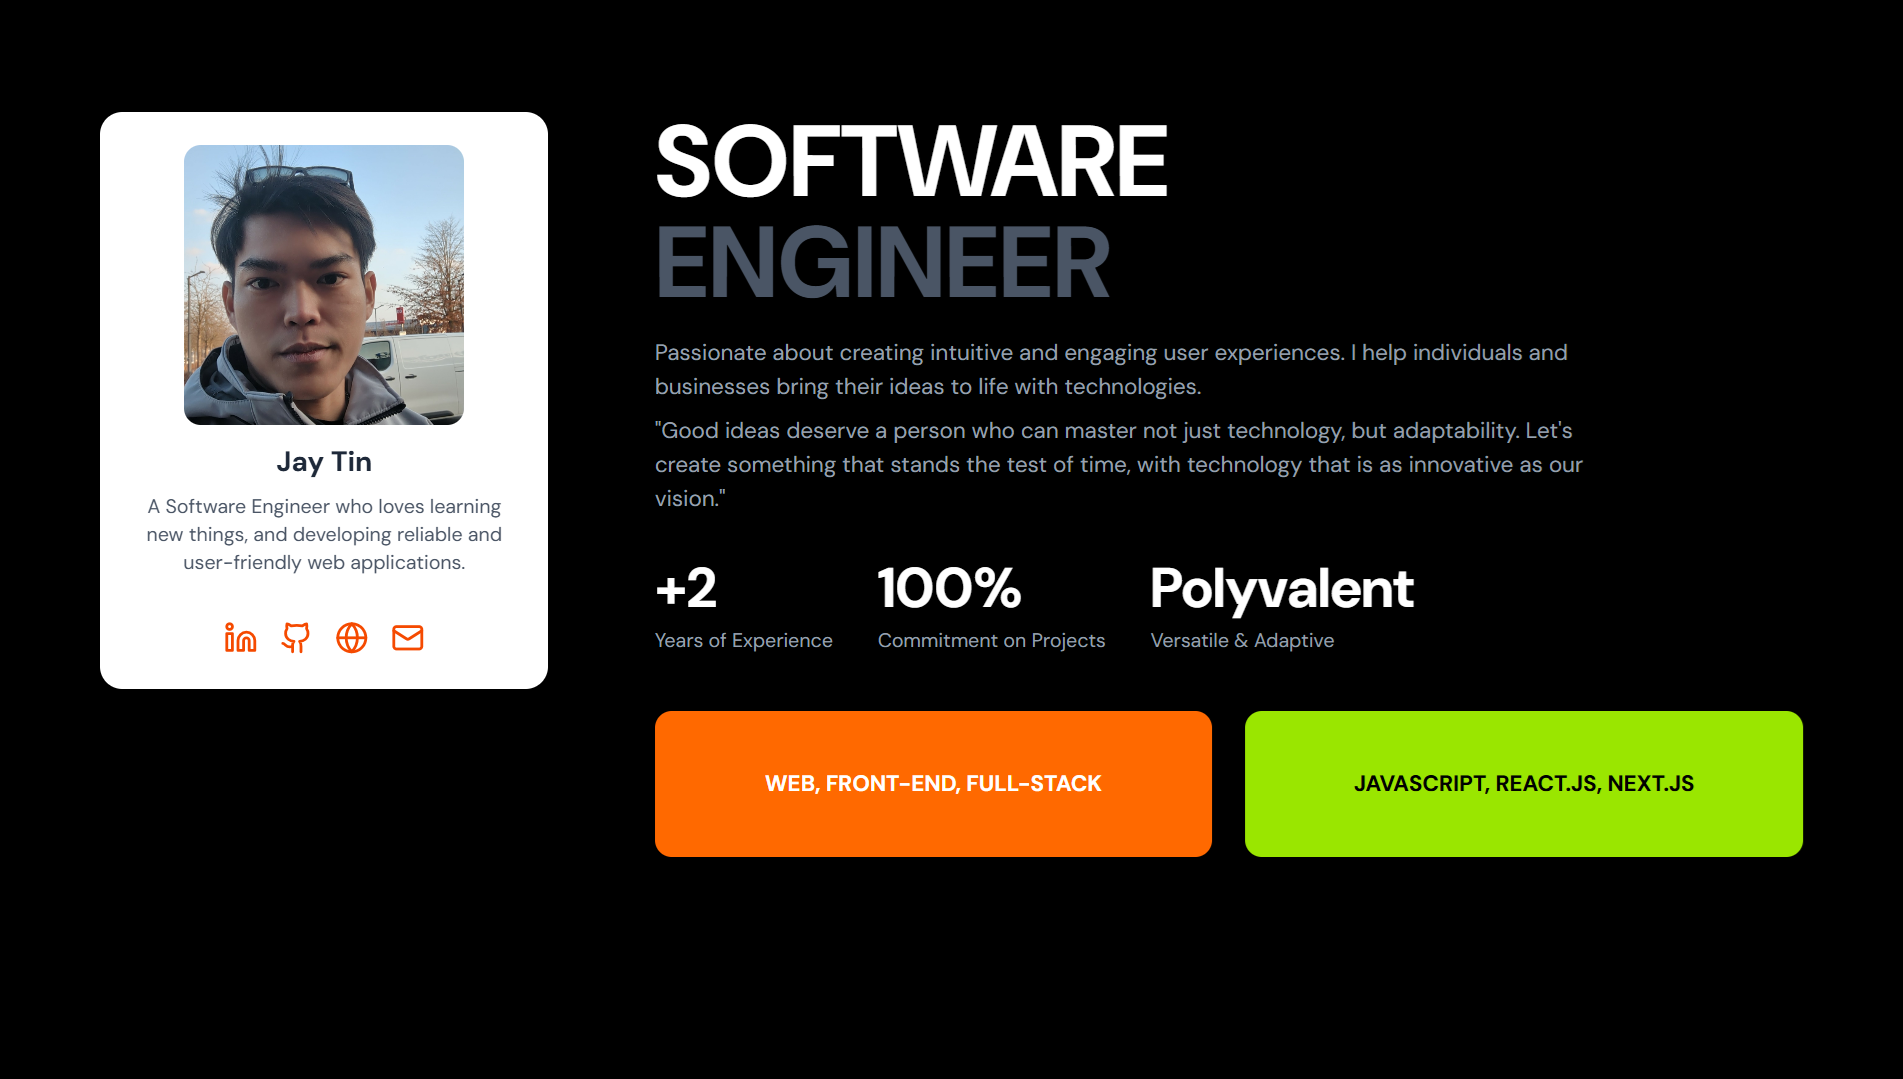 Jay Tin
A Software Engineer who loves learning
new things, and developing reliable and
user-friendly web applications.
SOFTWARE
ENGINEER
Passionate about creating intuitive and engaging user experiences. I help individuals and
businesses bring their ideas to life with technologies.
"Good ideas deserve a person who can master not just technology, but adaptability. Let's
create something that stands the test of time, with technology that is as innovative as our
vision."
+2
Years of Experience
100%
Commitment on Projects
Polyvalent
Versatile & Adaptive
WEB, FRONT-END, FULL-STACK
JAVASCRIPT, REACT.JS, NEXT.JS